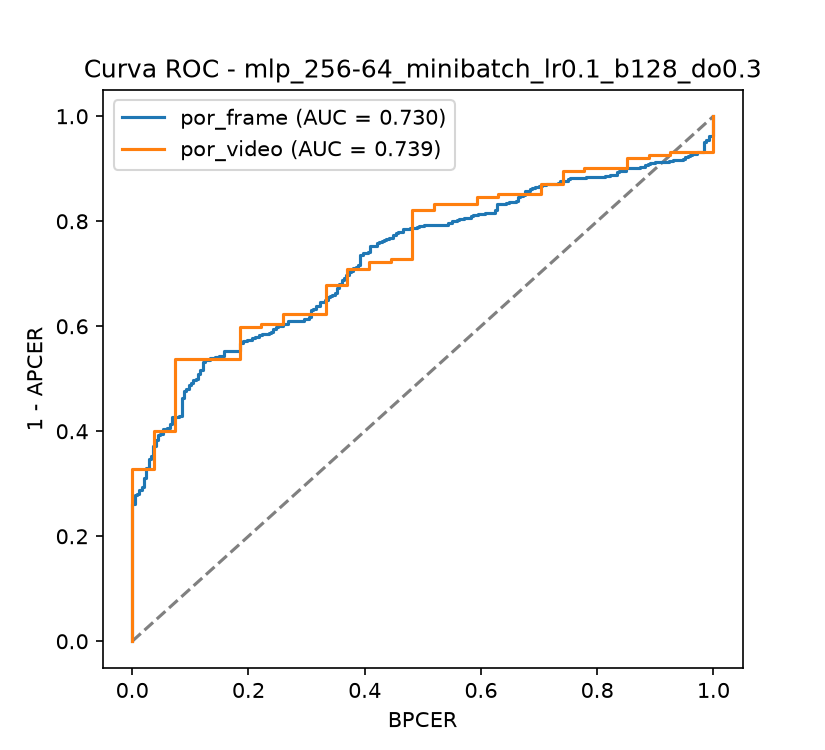 Curva ROC - mlp_256-64_minibatch_lr0.1_b128_do0.3
por_frame (AUC = 0.730)
por_video (AUC = 0.739)
1.0
0.8
0.6
0.4
0.2
0.0
1 - APCER
0.0 0.2 0.4 0.6 0.8 1.0
BPCER